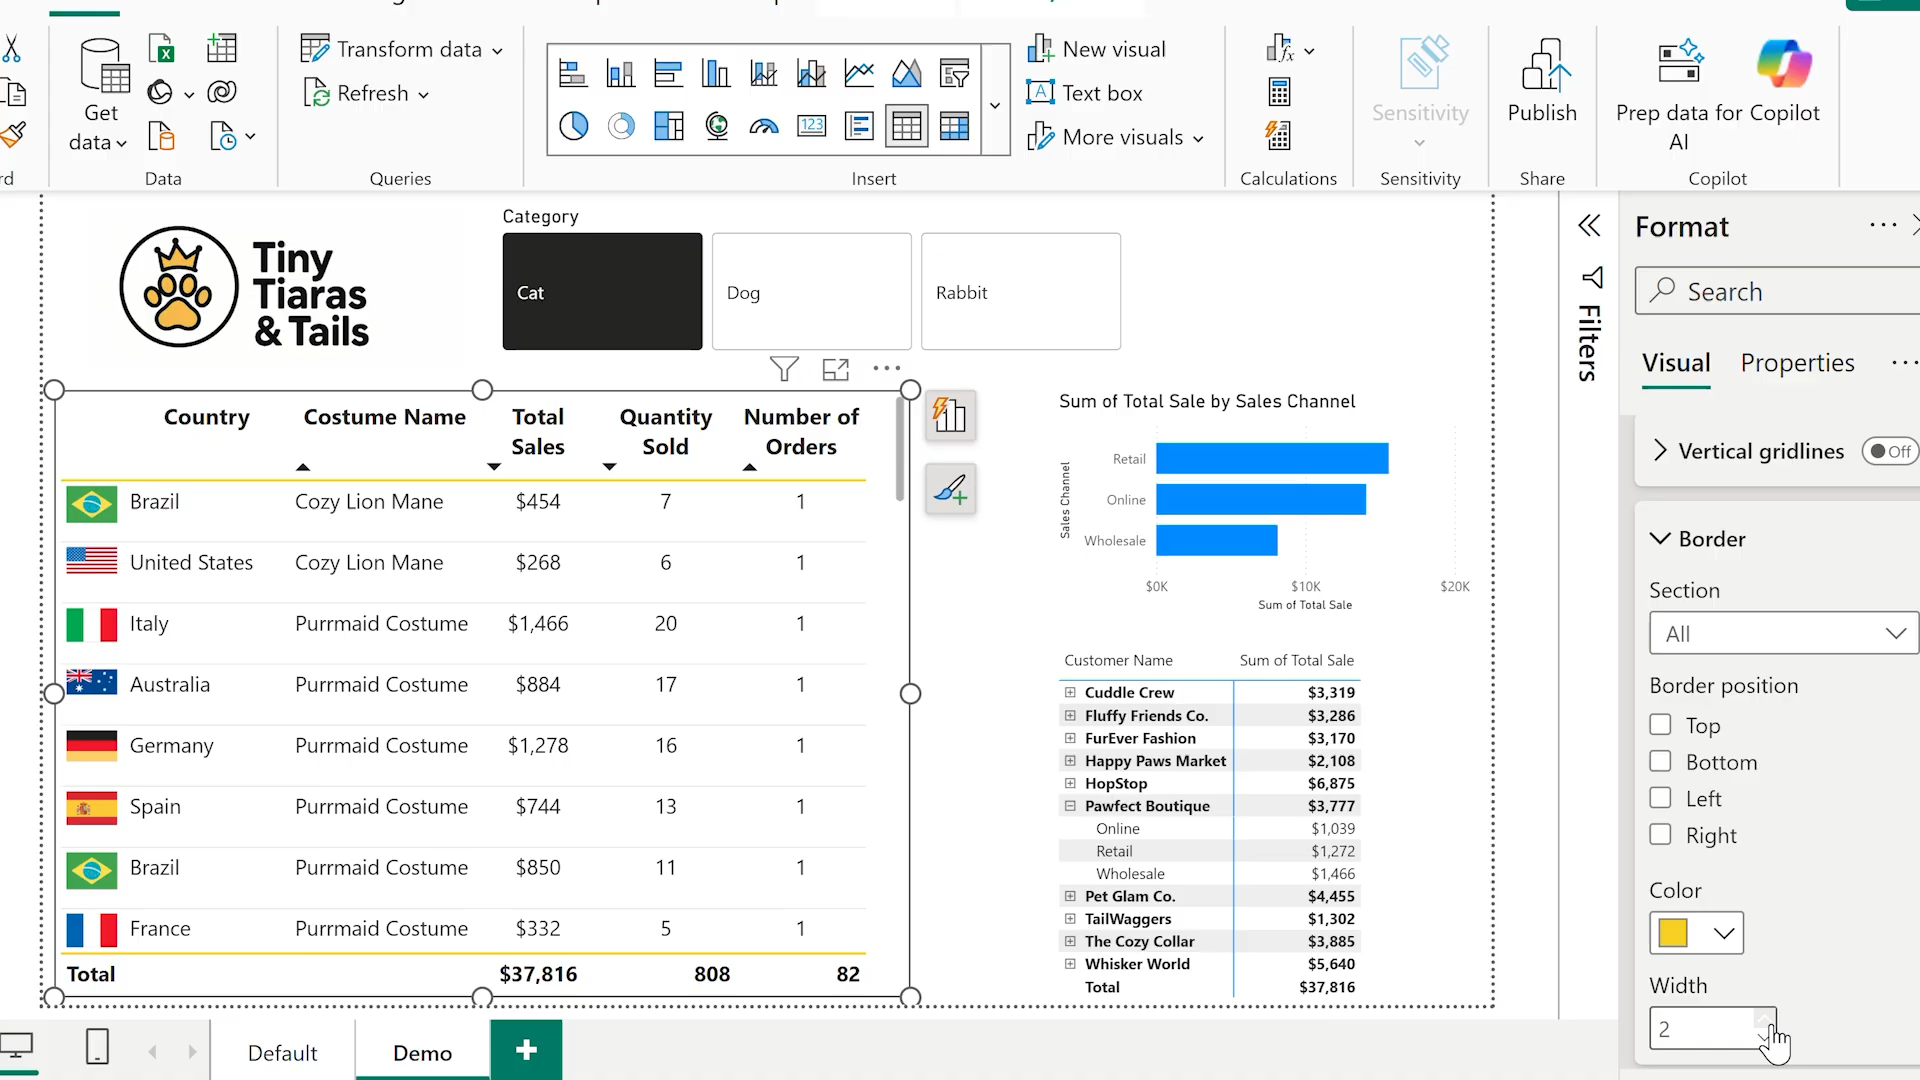 Get
data
Data
Transform data
Refresh
Queries
123
Insert
New visual
A
Text box
More visuals
fx
Calculations
Sensitivity
Sensitivity
Publish
Share
Prep data for
AI
Copilot
Copilot
Tiny
Tiaras
& Tails
Category
Cat
Dog
Rabbit
Country
Costume Name
Total
Sales
Quantity
Sold
Number of
Orders
Brazil Cozy Lion Mane $454 7 1
United States Cozy Lion Mane $268 6 1
Italy Purrmaid Costume $1,466 20 1
Australia Purrmaid Costume $884 17 1
Germany Purrmaid Costume $1,278 16 1
Spain Purrmaid Costume $744 13 1
Brazil Purrmaid Costume $850 11 1
France Purrmaid Costume $332 5 1
Total $37,816 808 82
Sum of Total Sale by Sales Channel
Sales Channel
Retail
Online
Wholesale
$0K $10K $20K
Sum of Total Sale
Customer Name Sum of Total Sale
Cuddle Crew $3,319
Fluffy Friends Co. $3,286
FurEver Fashion $3,170
Happy Paws Market $2,108
HopStop $6,875
Pawfect Boutique $3,777
Online $1,039
Retail $1,272
Wholesale $1,466
Pet Glam Co. $4,455
TailWaggers $1,302
The Cozy Collar $3,885
Whisker World $5,640
Total $37,816
Filters
Format
Search
Visual Properties
Vertical gridlines Off
Border
Section
All
Border position
Top
Bottom
Left
Right
Color
Width
2
Default
Demo